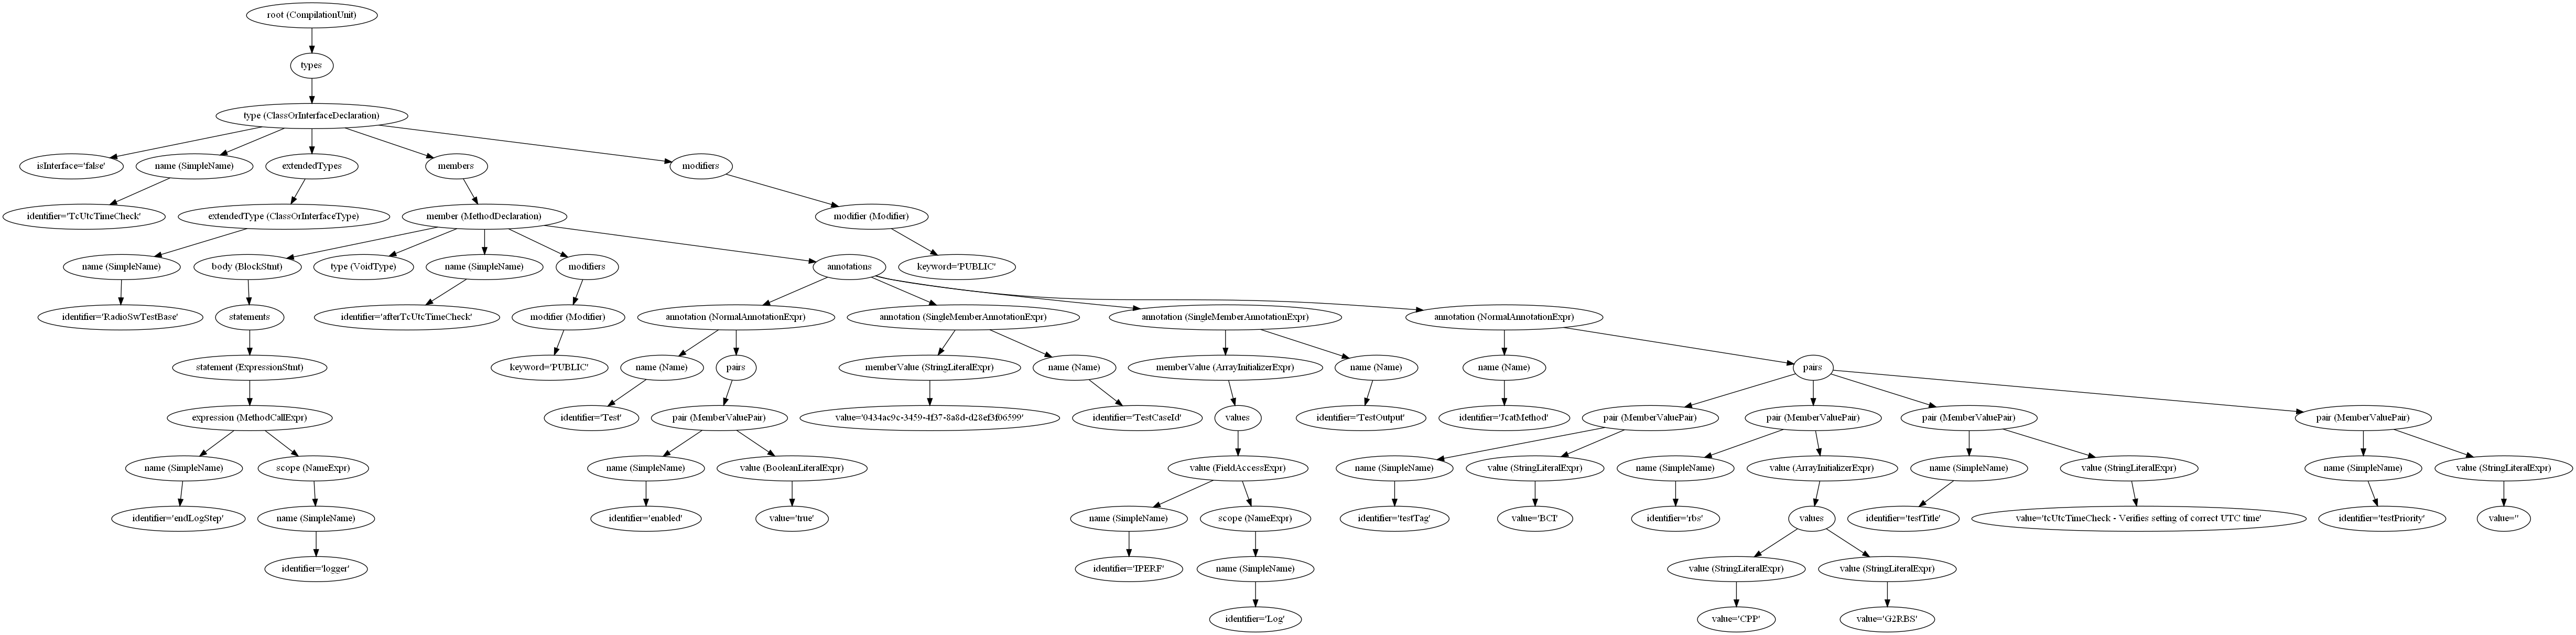 root (CompilationUnit)
types
type (ClassOrInterfaceDeclaration)
isInterface='false'
name (SimpleName)
extendedTypes
members
modifiers
identifier='TcUtcTimeCheck'
extendedType (ClassOrInterfaceType)
member (MethodDeclaration)
modifier (Modifier)
name (SimpleName)
body (BlockStmt)
type (VoidType)
name (SimpleName)
modifiers
annotations
keyword='PUBLIC'
identifier='RadioSwTestBase'
statements
identifier='afterTcUtcTimeCheck'
modifier (Modifier)
annotation (NormalAnnotationExpr)
annotation (SingleMemberAnnotationExpr)
annotation (SingleMemberAnnotationExpr)
annotation (NormalAnnotationExpr)
statement (ExpressionStmt)
keyword='PUBLIC'
name (Name)
pairs
memberValue (StringLiteralExpr)
name (Name)
memberValue (ArrayInitializerExpr)
name (Name)
name (Name)
pairs
expression (MethodCallExpr)
identifier='Test'
pair (MemberValuePair)
value='0434ac9c-3459-4f37-8a8d-d28ef3f06599'
identifier='TestCaseId'
values
identifier='TestOutput'
identifier='JcatMethod'
pair (MemberValuePair)
pair (MemberValuePair)
pair (MemberValuePair)
pair (MemberValuePair)
name (SimpleName)
scope (NameExpr)
name (SimpleName)
value (BooleanLiteralExpr)
value (FieldAccessExpr)
name (SimpleName)
value (StringLiteralExpr)
name (SimpleName)
value (ArrayInitializerExpr)
name (SimpleName)
value (StringLiteralExpr)
name (SimpleName)
value (StringLiteralExpr)
identifier='endLogStep'
name (SimpleName)
identifier='enabled'
value='true'
name (SimpleName)
scope (NameExpr)
identifier='testTag'
value='BCT'
identifier='rbs'
values
identifier='testTitle'
value='tcUtcTimeCheck - Verifies setting of correct UTC time'
identifier='testPriority'
value=''
identifier='logger'
identifier='IPERF'
name (SimpleName)
value (StringLiteralExpr)
value (StringLiteralExpr)
identifier='Log'
value='CPP'
value='G2RBS'